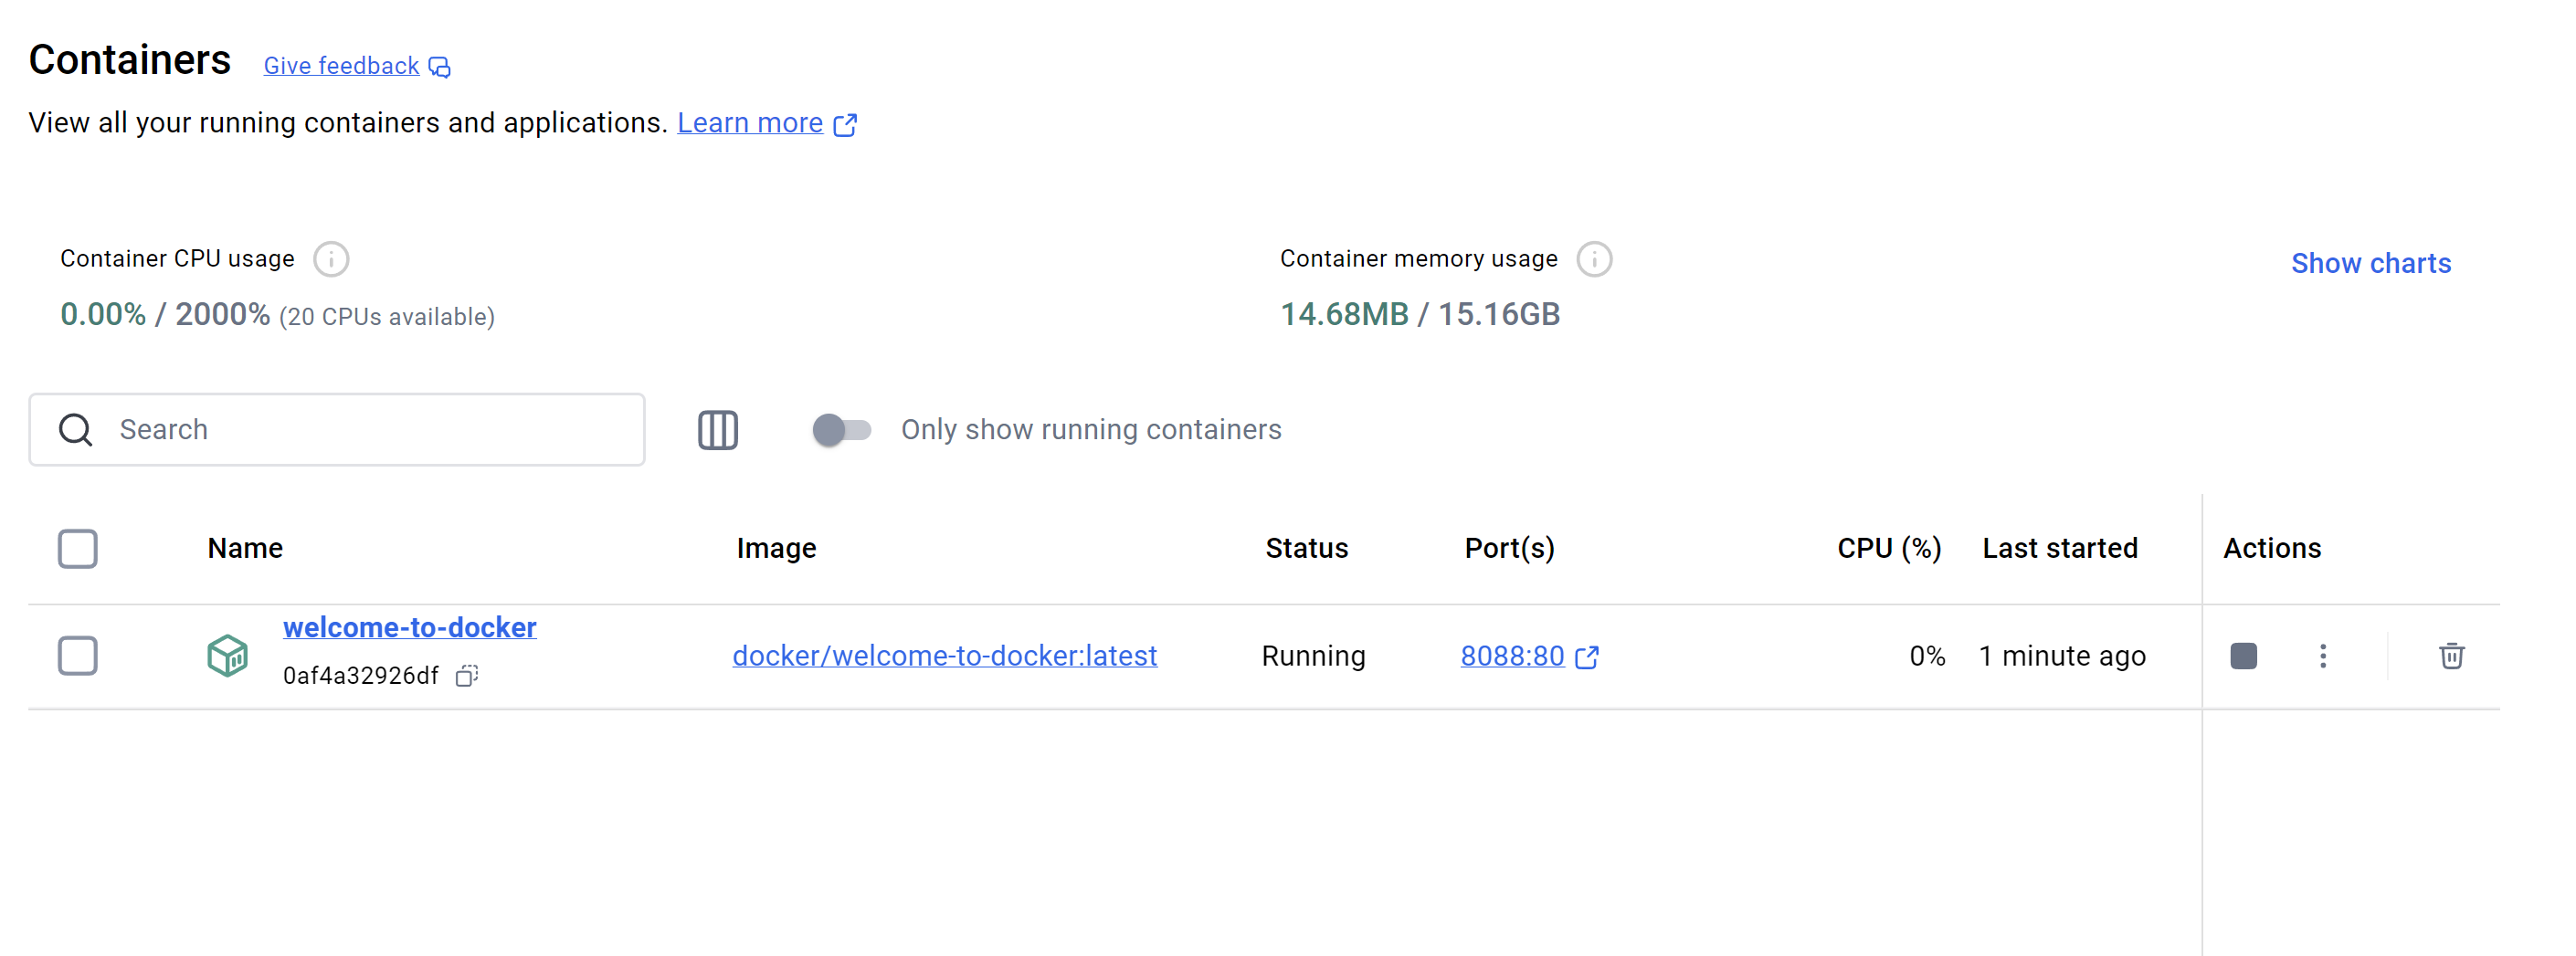 Containers Give feedback
View all your running containers and applications. Learn more
Container CPU usage Container memory usage Show charts
0.00% / 2000% (20 CPUs available) 14.68MB / 15.16GB
Search Only show running containers
Name Image Status Port(s) CPU (%) Last started Actions
welcome-to-docker
docker/welcome-to-docker:latest Running 8088:80 0% 1 minute ago
0af4a32926df